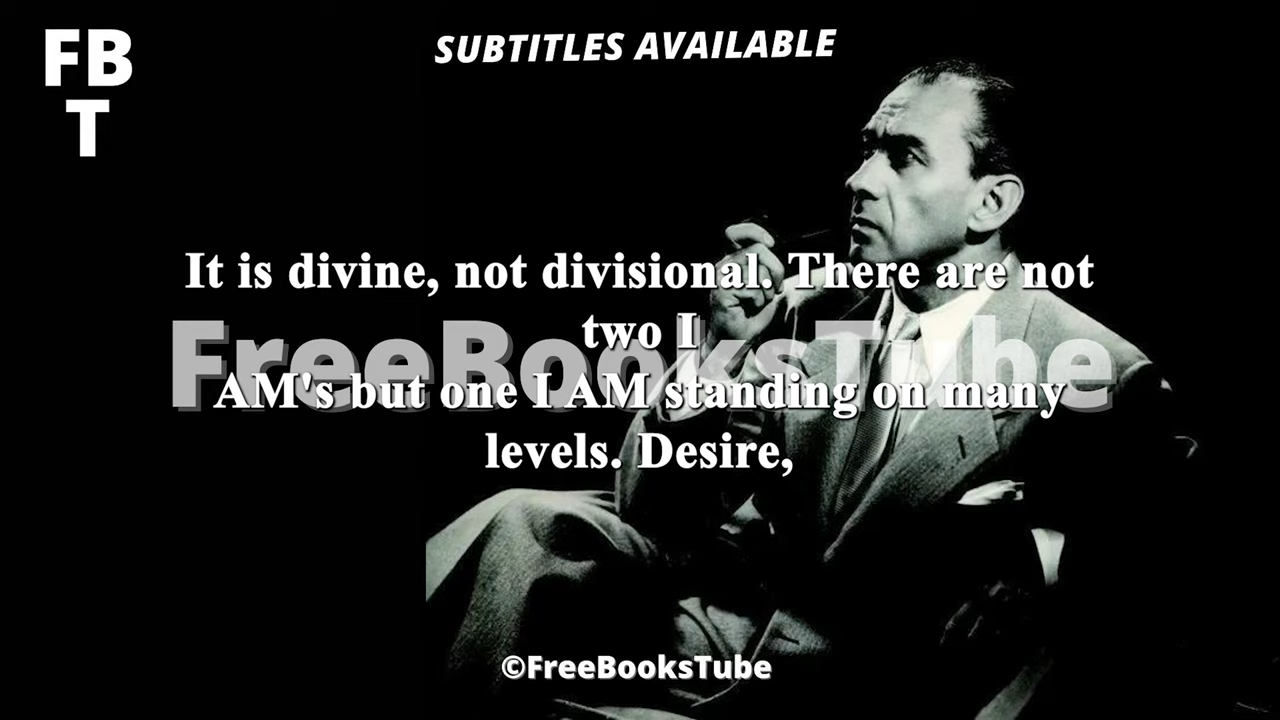 FB
T
SUBTITLES AVAILABLE
It is divine, not divisional. There are not
two I
FreeBooksTube
AM's but one I AM standing on many
levels. Desire,
©FreeBooksTube